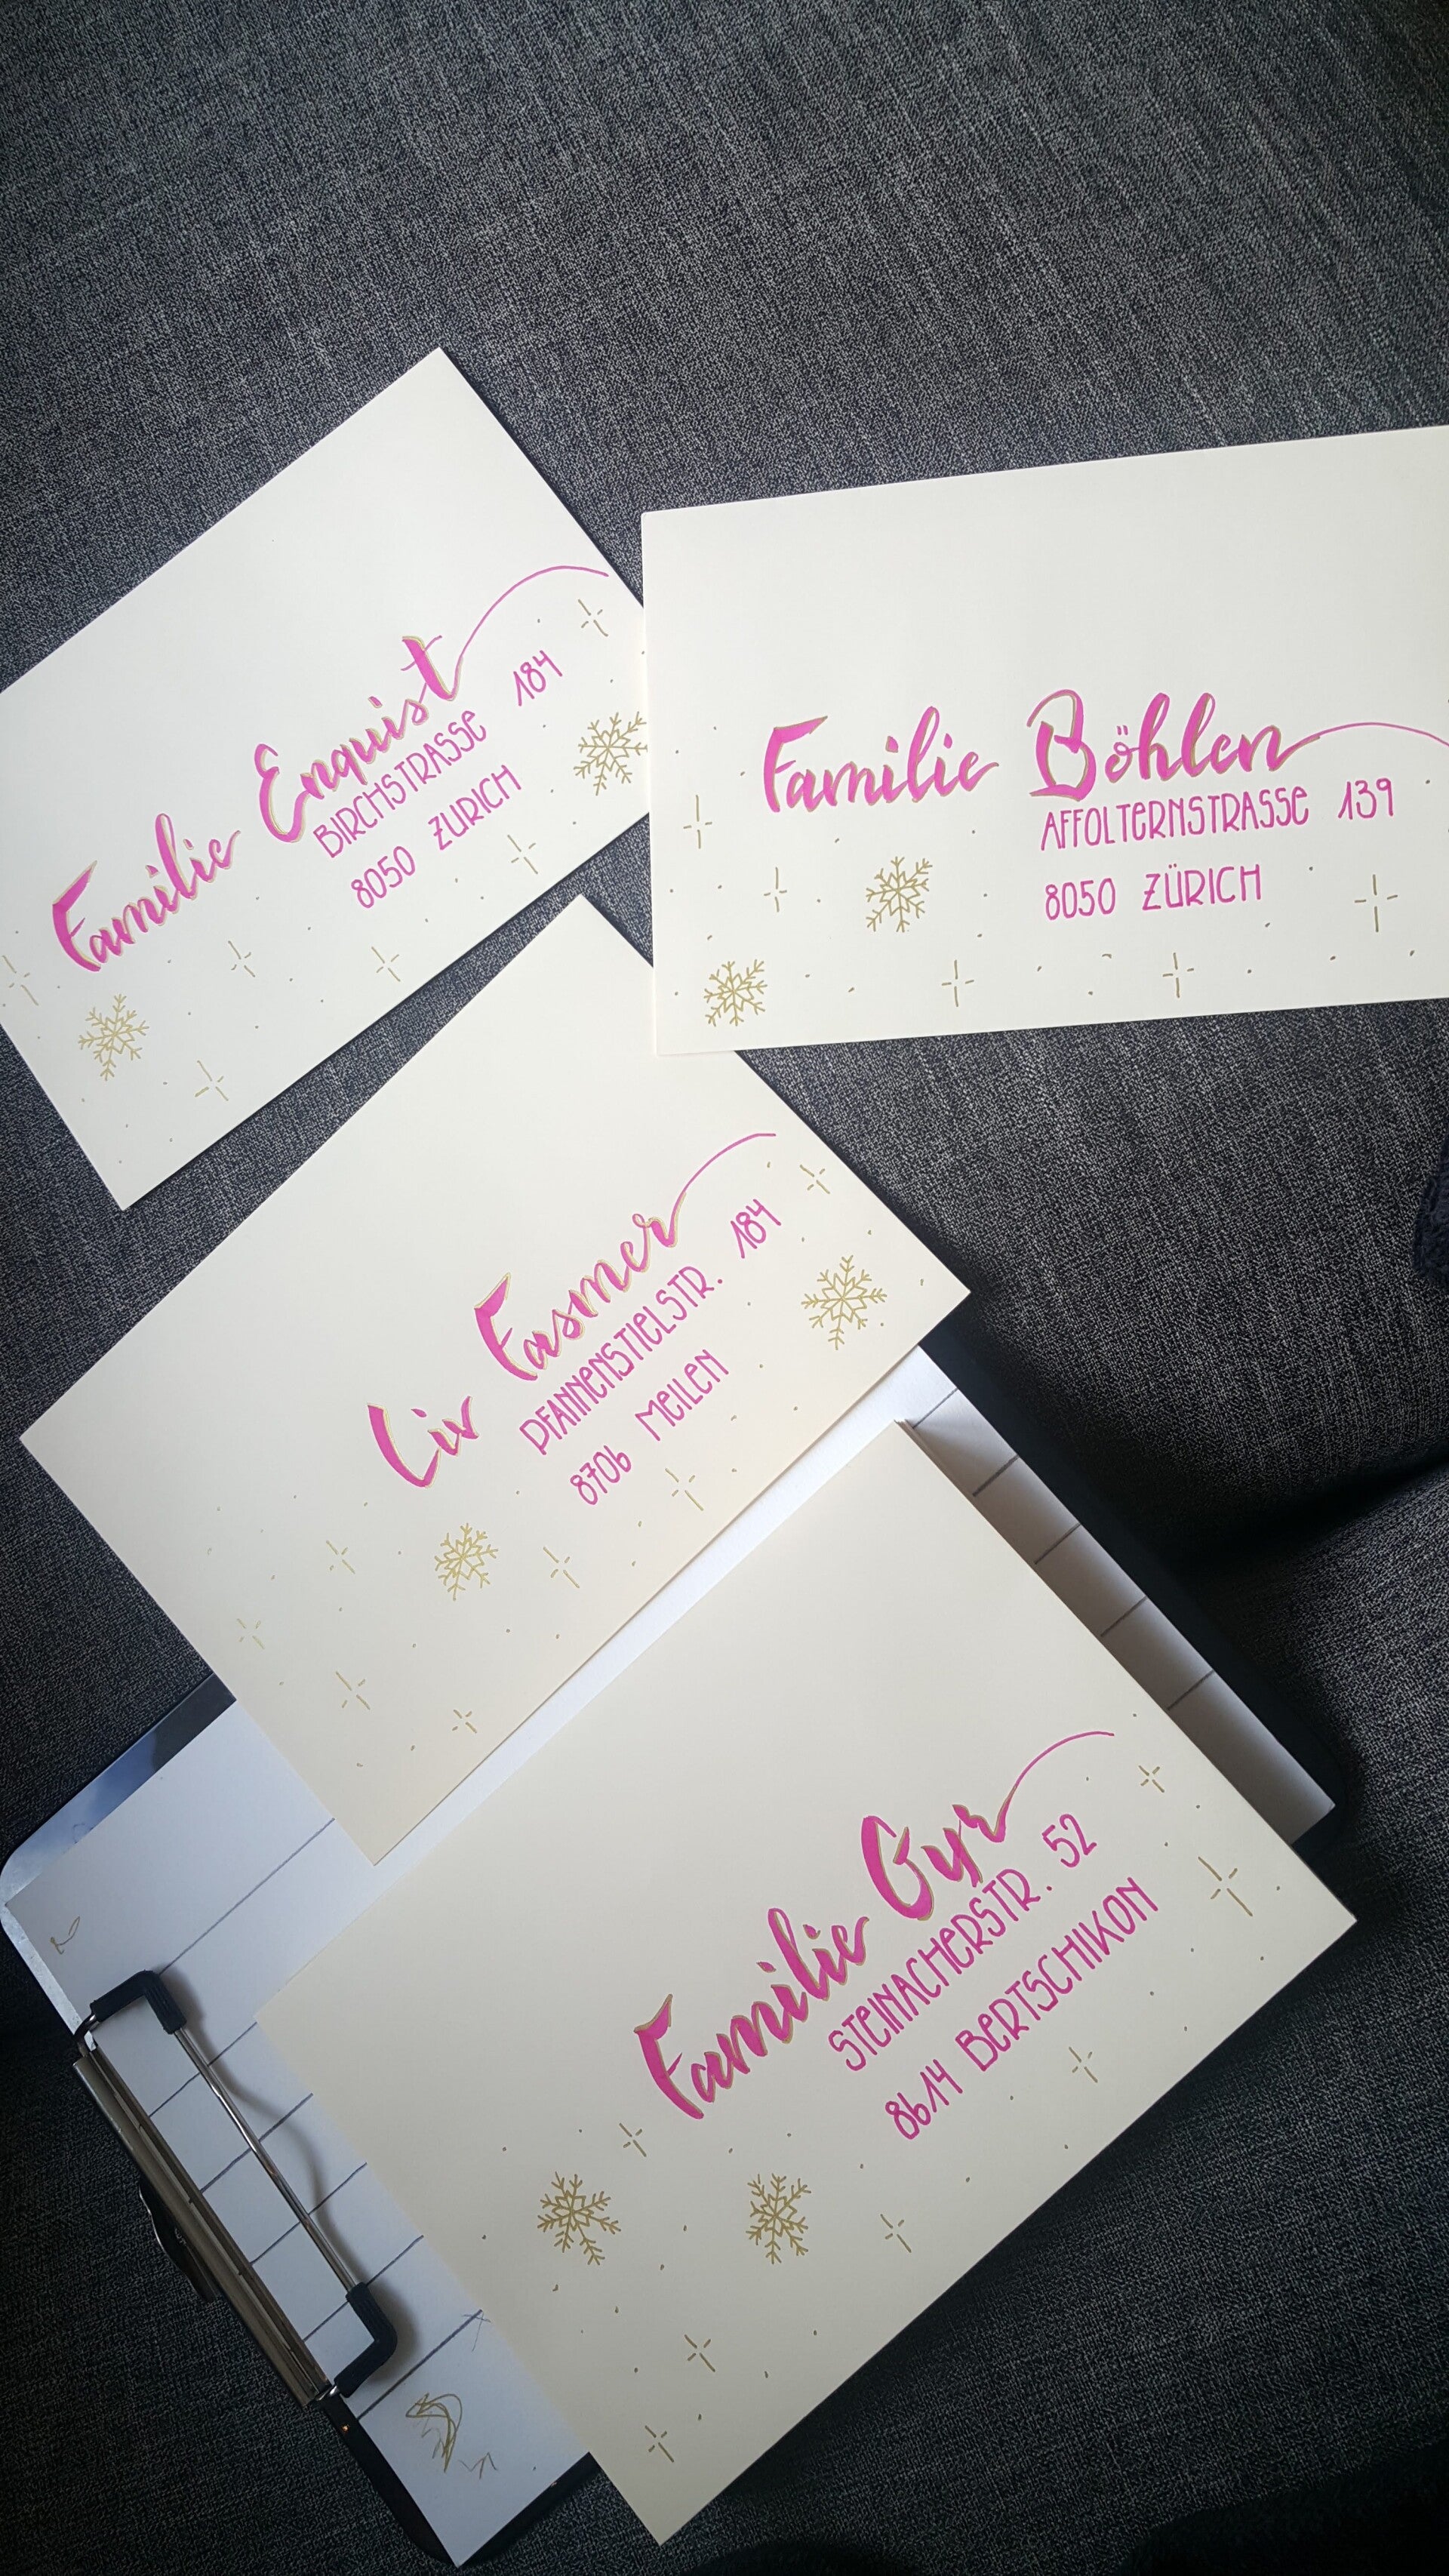 Familie Enquist
BIRCHSTRASSE 184
8050 ZÜRICH
Familie Böhlen
AFFOLTERNSTRASSE 139
8050 ZÜRICH
Liv Fasmer
PFANNENSTIELSTR. 184
8706 MEILEN
Familie Gyr
STEINACHERSTR. 52
8614 BERTSCHIKON